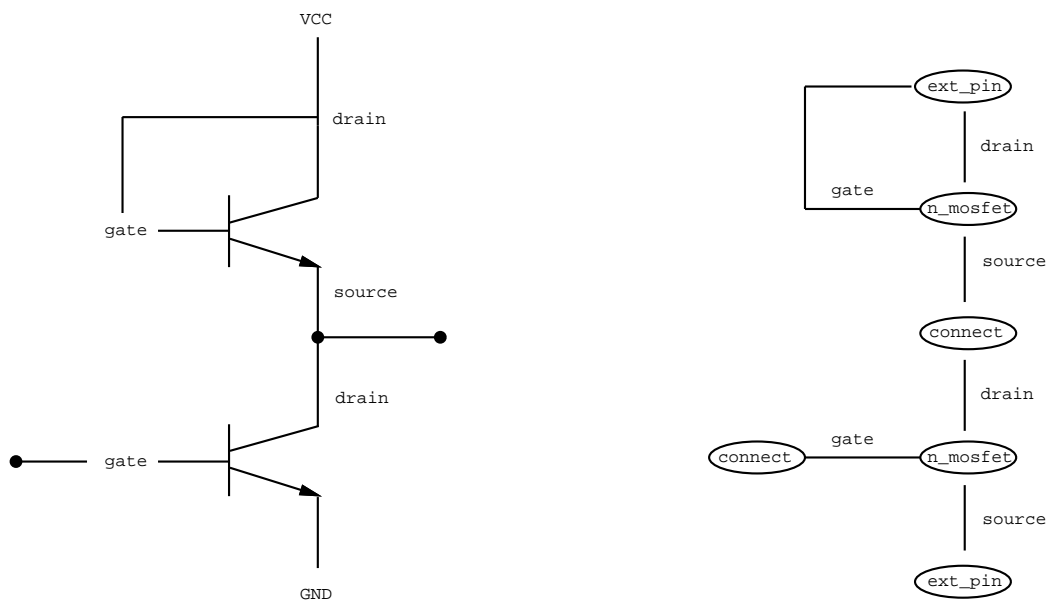 VCC
drain
gate
source
drain
gate
GND
ext_pin
drain
gate
n_mosfet
source
connect
drain
gate
connect
n_mosfet
source
ext_pin